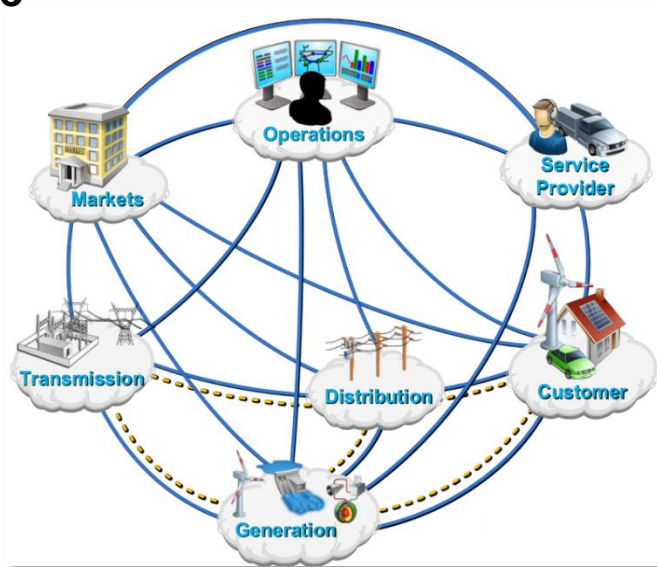 Operations
Markets
Service
Provider
Transmission
Distribution
Customer
Generation